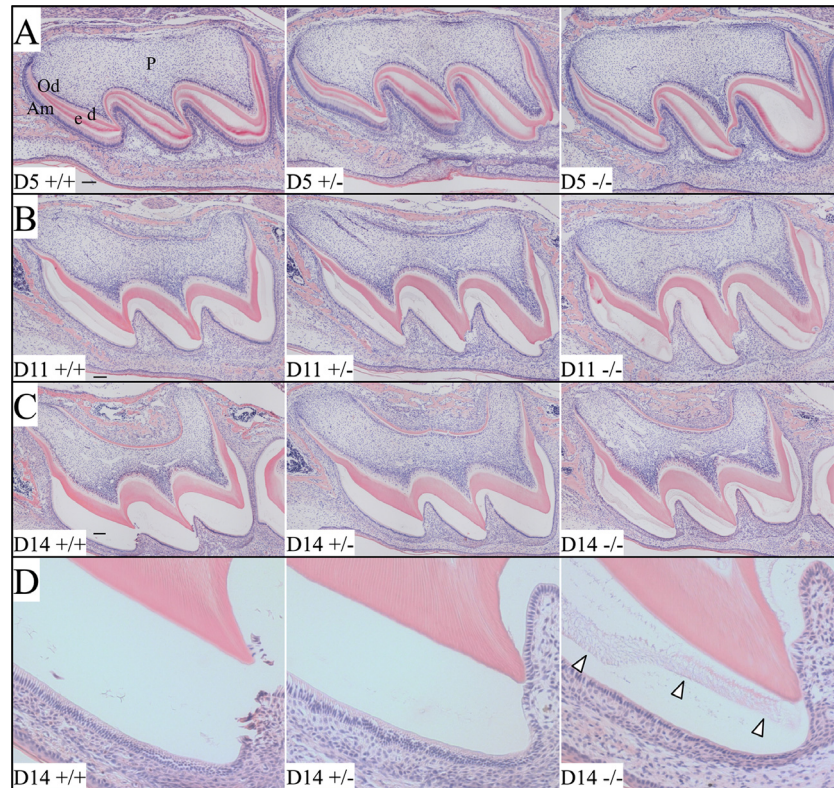 A
P
Od
Am
e d
D5 +/+
D5 +/-
D5 -/-
B
D11 +/+
D11 +/-
D11 -/-
C
D14 +/+
D14 +/-
D14 -/-
D
D14 +/+
D14 +/-
D14 -/-